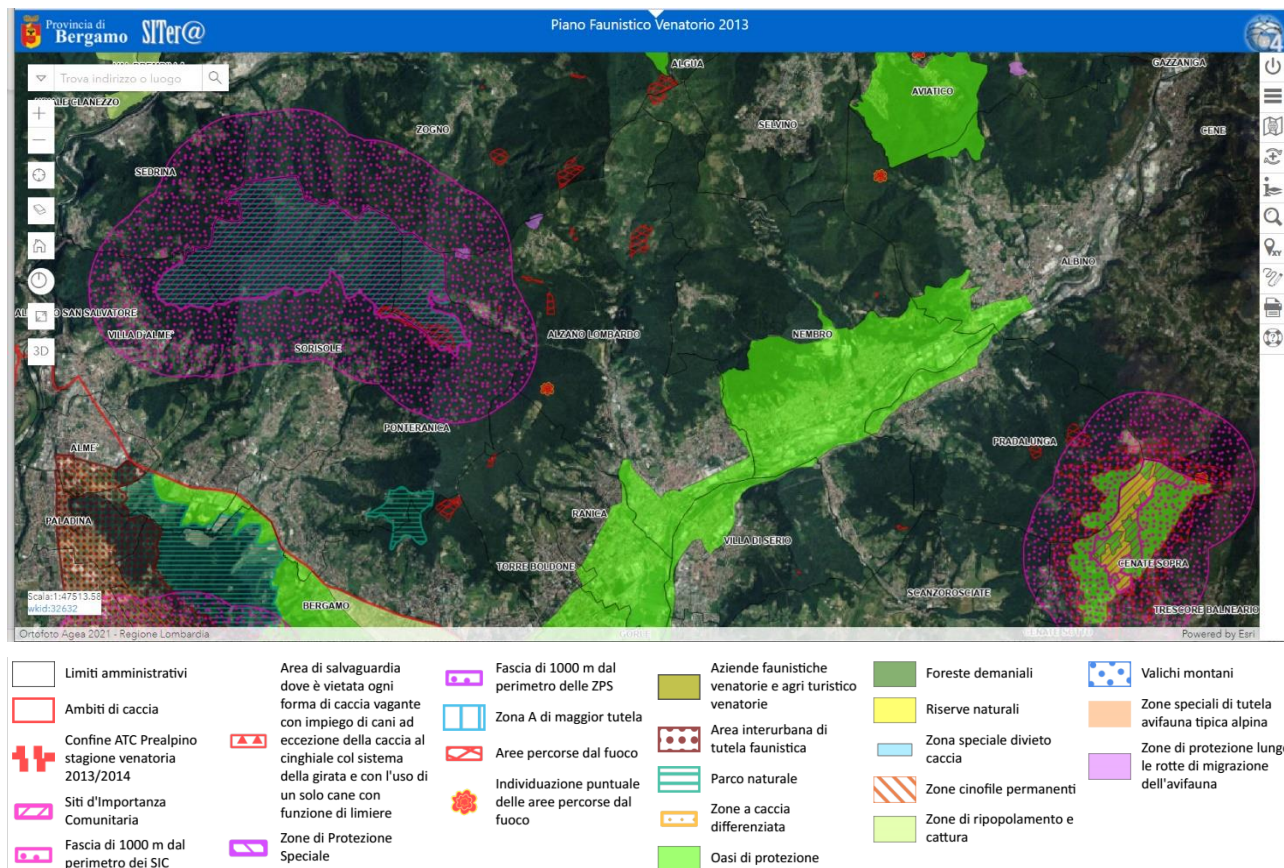 Provincia di
Bergamo
SITer@
Piano Faunistico Venatorio 2013
4
Trova indirizzo o luogo
ALGUA
GAZZANIGA
AVIATICO
SELVINO
CENE
ZOGNO
SEDRINA
ALBINO
SAN SALVATORE
VILLA D'ALME'
SORISOLE
ALZANO LOMBARDO
NEMBRO
3D
PONTERANICA
PRADALUNGA
ALME'
PALADINA
RANICA
VILLA DI SERIO
CENATE SOPRA
TORRE BOLDONE
SCANZOROSCIATE
BERGAMO
TRESCORE BALNEARIO
GORLE
Scala:1:47513.58
wkid:32632
Ortofoto Agea 2021 - Regione Lombardia
Powered by Esri
Limiti amministrativi
Ambiti di caccia
Confine ATC Prealpino
stagione venatoria
2013/2014
Siti d'Importanza
Comunitaria
Fascia di 1000 m dal
perimetro dei SIC
Area di salvaguardia
dove è vietata ogni
forma di caccia vagante
con impiego di cani ad
eccezione della caccia al
cinghiale col sistema
della girata e con l'uso di
un solo cane con
funzione di limiere
Zone di Protezione
Speciale
Fascia di 1000 m dal
perimetro delle ZPS
Zona A di maggior tutela
Aree percorse dal fuoco
Individuazione puntuale
delle aree percorse dal
fuoco
Aziende faunistiche
venatorie e agri turistico
venatorie
Area interurbana di
tutela faunistica
Parco naturale
Zone a caccia
differenziata
Oasi di protezione
Foreste demaniali
Riserve naturali
Zona speciale divieto
caccia
Zone cinofile permanenti
Zone di ripopolamento e
cattura
Valichi montani
Zone speciali di tutela
avifauna tipica alpina
Zone di protezione lungo
le rotte di migrazione
dell'avifauna